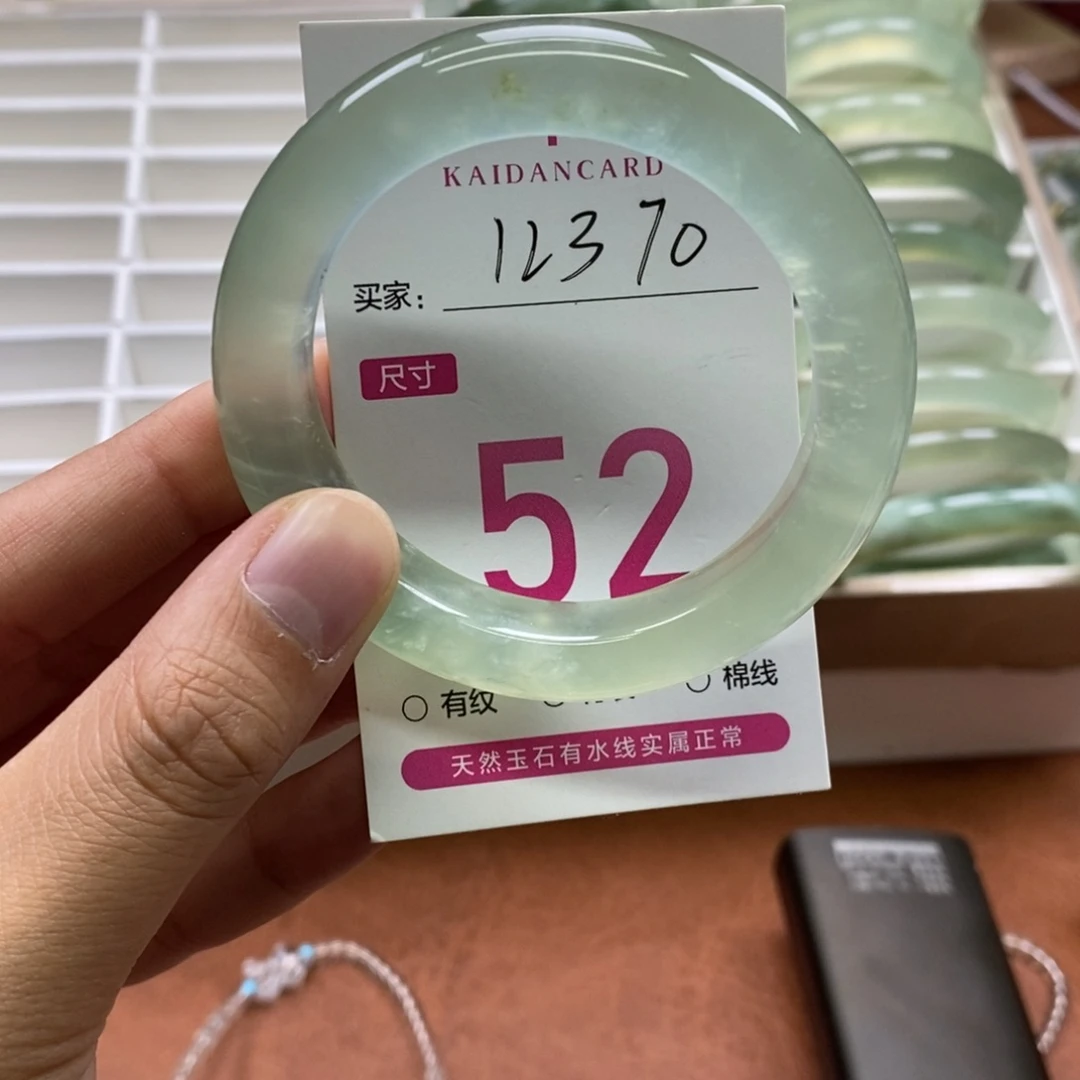 KAIDANCARD
12370
买家:
尺寸
52
○ 有纹 ○ 棉线
天然玉石有水线实属正常